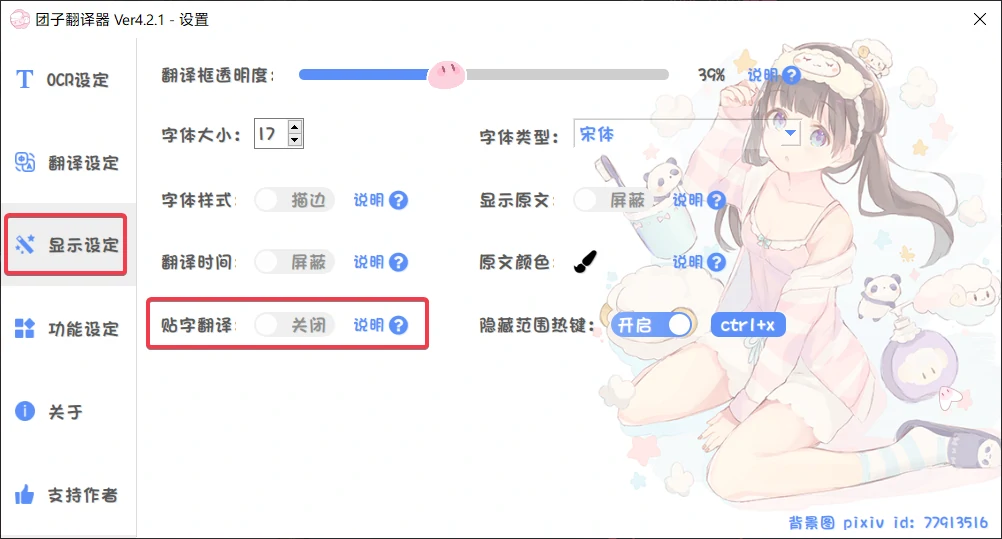 团子翻译器 Ver4.2.1 - 设置
OCR设定
翻译设定
显示设定
功能设定
关于
支持作者
翻译框透明度: 39% 说明?
字体大小: 17 字体类型: 宋体
字体样式: 描边 说明? 显示原文: 屏蔽 说明?
翻译时间: 屏蔽 说明? 原文颜色: 说明?
贴字翻译: 关闭 说明? 隐藏范围热键: 开启 ctrl+x
背景图 pixiv id: 77913516